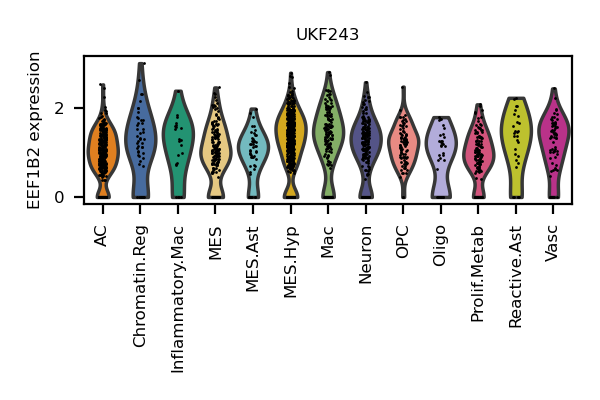 UKF243
EEF1B2 expression
2
0
AC
Chromatin.Reg
Inflammatory.Mac
MES
MES.Ast
MES.Hyp
Mac
Neuron
OPC
Oligo
Prolif.Metab
Reactive.Ast
Vasc